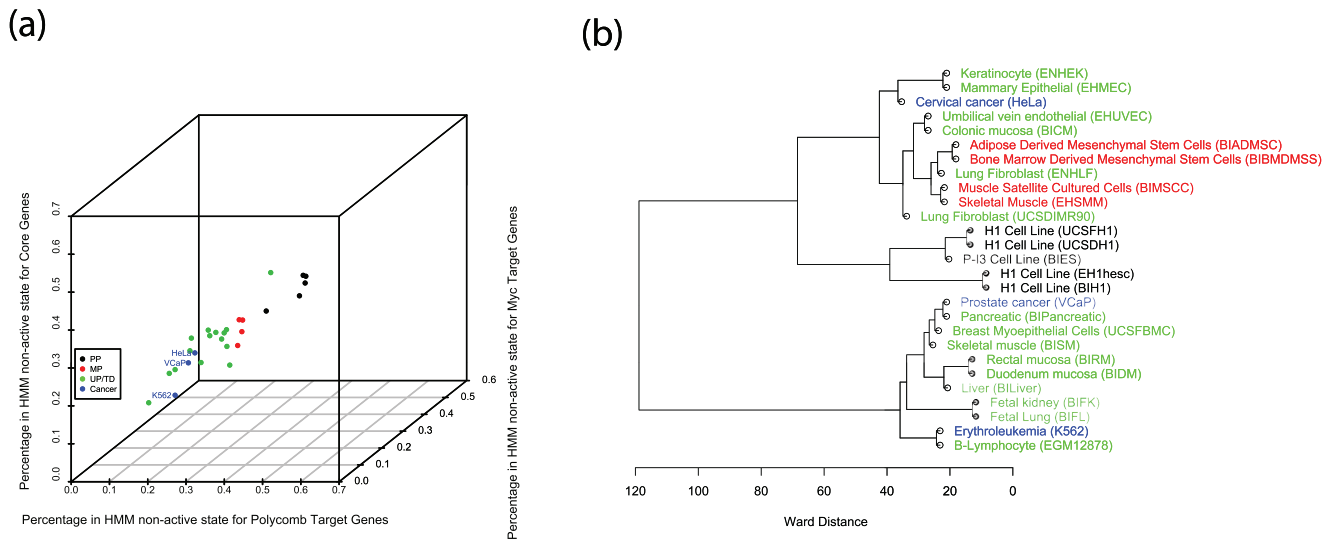 (a)
Percentage in HMM non-active state for Core Genes
0.7
0.6
0.5
0.4
0.3
0.2
0.1
0.0
PP
MP
UP/TD
Cancer
HeLa
VCaP
K562
0.0 0.1 0.2 0.3 0.4 0.5 0.6 0.7
Percentage in HMM non-active state for Polycomb Target Genes
0.6
0.5
0.4
0.3
0.2
0.1
0.0
Percentage in HMM non-active state for Myc Target Genes
(b)
Keratinocyte (ENHEK)
Mammary Epithelial (EHMEC)
Cervical cancer (HeLa)
Umbilical vein endothelial (EHUVEC)
Colonic mucosa (BICM)
Adipose Derived Mesenchymal Stem Cells (BIADMSC)
Bone Marrow Derived Mesenchymal Stem Cells (BIBMDMSS)
Lung Fibroblast (ENHLF)
Muscle Satellite Cultured Cells (BIMSCC)
Skeletal Muscle (EHSMM)
Lung Fibroblast (UCSDIMR90)
H1 Cell Line (UCSFH1)
H1 Cell Line (UCSDH1)
P-I3 Cell Line (BIES)
H1 Cell Line (EH1hesc)
H1 Cell Line (BIH1)
Prostate cancer (VCaP)
Pancreatic (BIPancreatic)
Breast Myoepithelial Cells (UCSFBMC)
Skeletal muscle (BISM)
Rectal mucosa (BIRM)
Duodenum mucosa (BIDM)
Liver (BILiver)
Fetal kidney (BIFK)
Fetal Lung (BIFL)
Erythroleukemia (K562)
B-Lymphocyte (EGM12878)
120 100 80 60 40 20 0
Ward Distance